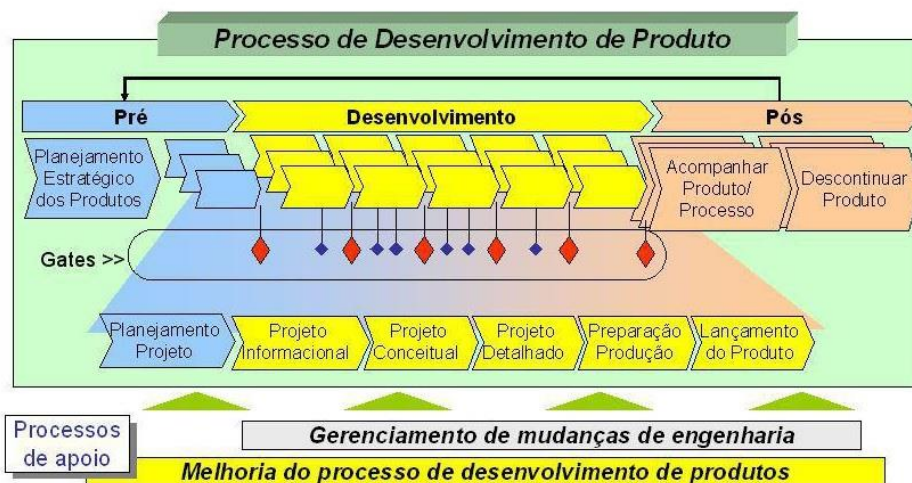 Processo de Desenvolvimento de Produto
Pré
Desenvolvimento
Pós
Planejamento
Estratégico
dos Produtos
Acompanhar
Produto/
Processo
Descontinuar
Produto
Gates >>
Planejamento
Projeto
Projeto
Informacional
Projeto
Conceitual
Projeto
Detalhado
Preparação
Produção
Lançamento
do Produto
Processos
de apoio
Gerenciamento de mudanças de engenharia
Melhoria do processo de desenvolvimento de produtos